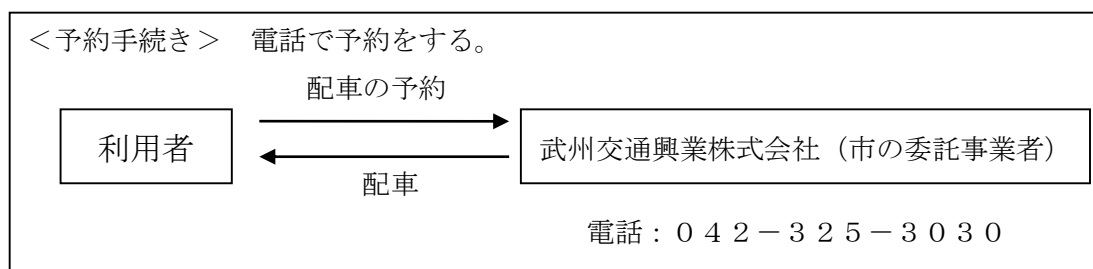 ＜予約手続き＞　電話で予約をする。
配車の予約
利用者
武州交通興業株式会社（市の委託事業者）
配車
電話：０４２－３２５－３０３０